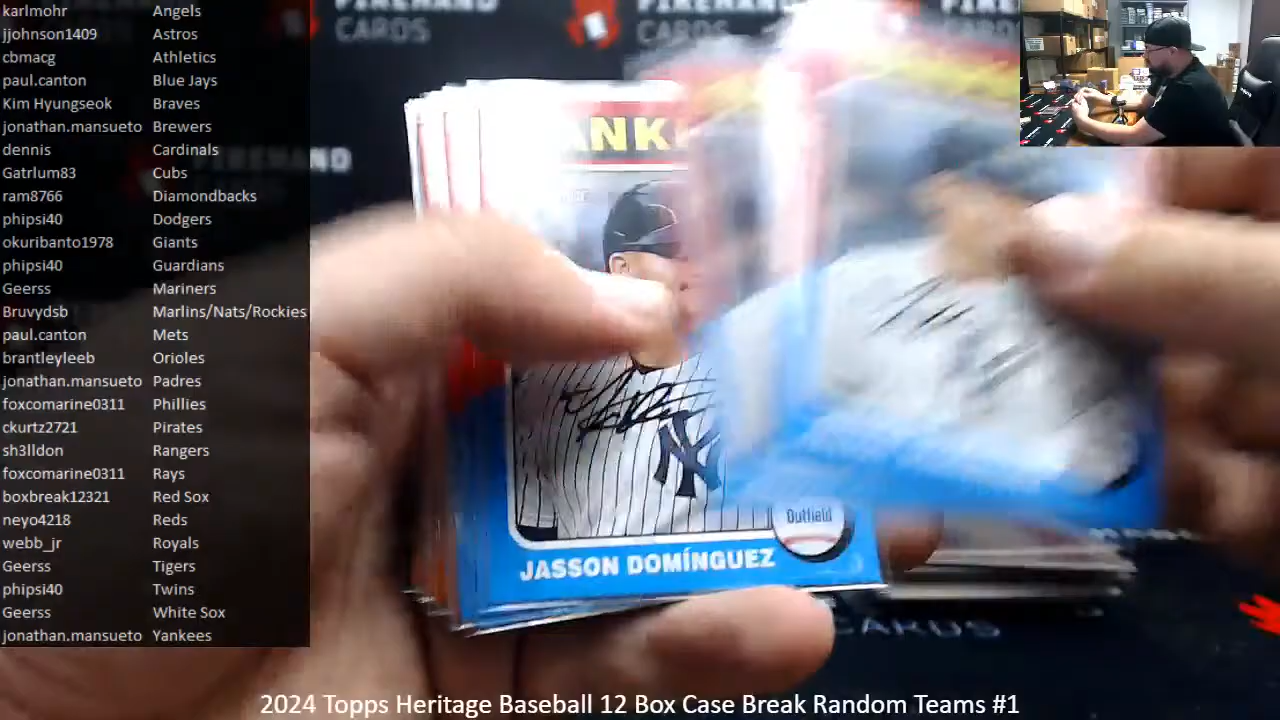 karlmohr Angels
jjohnson1409 Astros
cbmacg Athletics
paul.canton Blue Jays
Kim Hyungseok Braves
jonathan.mansueto Brewers
dennis Cardinals
Gatrlum83 Cubs
ram8766 Diamondbacks
phipsi40 Dodgers
okuribanto1978 Giants
phipsi40 Guardians
Geerss Mariners
Bruvydsb Marlins/Nats/Rockies
paul.canton Mets
brantleyleeb Orioles
jonathan.mansueto Padres
foxcomarine0311 Phillies
ckurtz2721 Pirates
sh3lldon Rangers
foxcomarine0311 Rays
boxbreak12321 Red Sox
neyo4218 Reds
webb_jr Royals
Geerss Tigers
phipsi40 Twins
Geerss White Sox
jonathan.mansueto Yankees
CARDS
CARDS
ANK
NY
Outfield
JASSON DOMÍNGUEZ
CARDS
2024 Topps Heritage Baseball 12 Box Case Break Random Teams #1